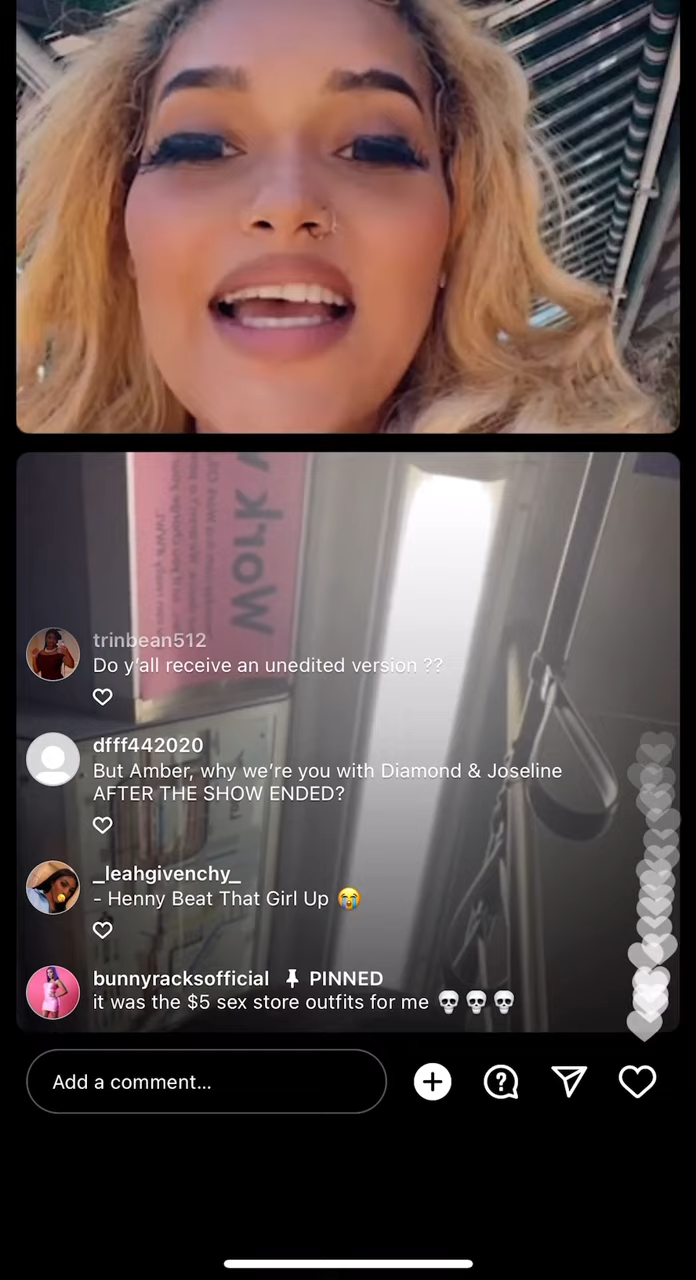 Work
trinbean512
Do y'all receive an unedited version ??
dfff442020
But Amber, why we're you with Diamond & Joseline
AFTER THE SHOW ENDED?
_leahgivenchy_
- Henny Beat That Girl Up 😭
bunnyracksofficial PINNED
it was the $5 sex store outfits for me 💀💀💀
Add a comment...